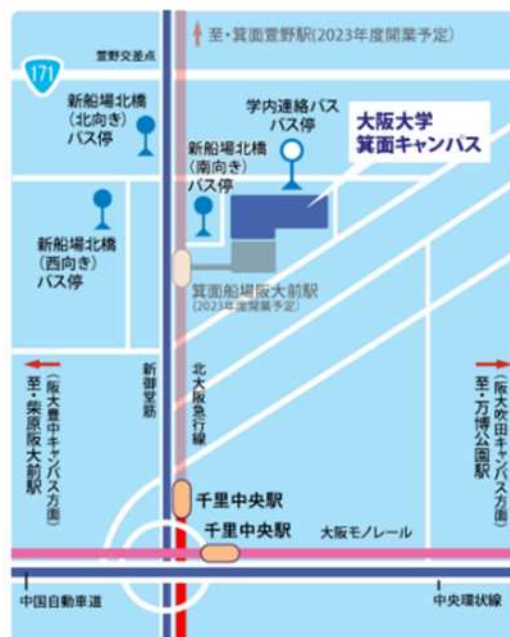 至・箕面萱野駅(2023年度開業予定)
萱野交差点
171
新船場北橋
(北向き)
バス停
学内連絡バス
バス停
大阪大学
箕面キャンパス
新船場北橋
(南向き)
バス停
新船場北橋
(西向き)
バス停
箕面船場阪大前駅
(2023年度開業予定)
新御堂筋
北大阪急行線
(阪大豊中キャンパス方面)
至・柴原阪大前駅
(阪大吹田キャンパス方面)
至・万博公園駅
千里中央駅
千里中央駅
大阪モノレール
中国自動車道
中央環状線